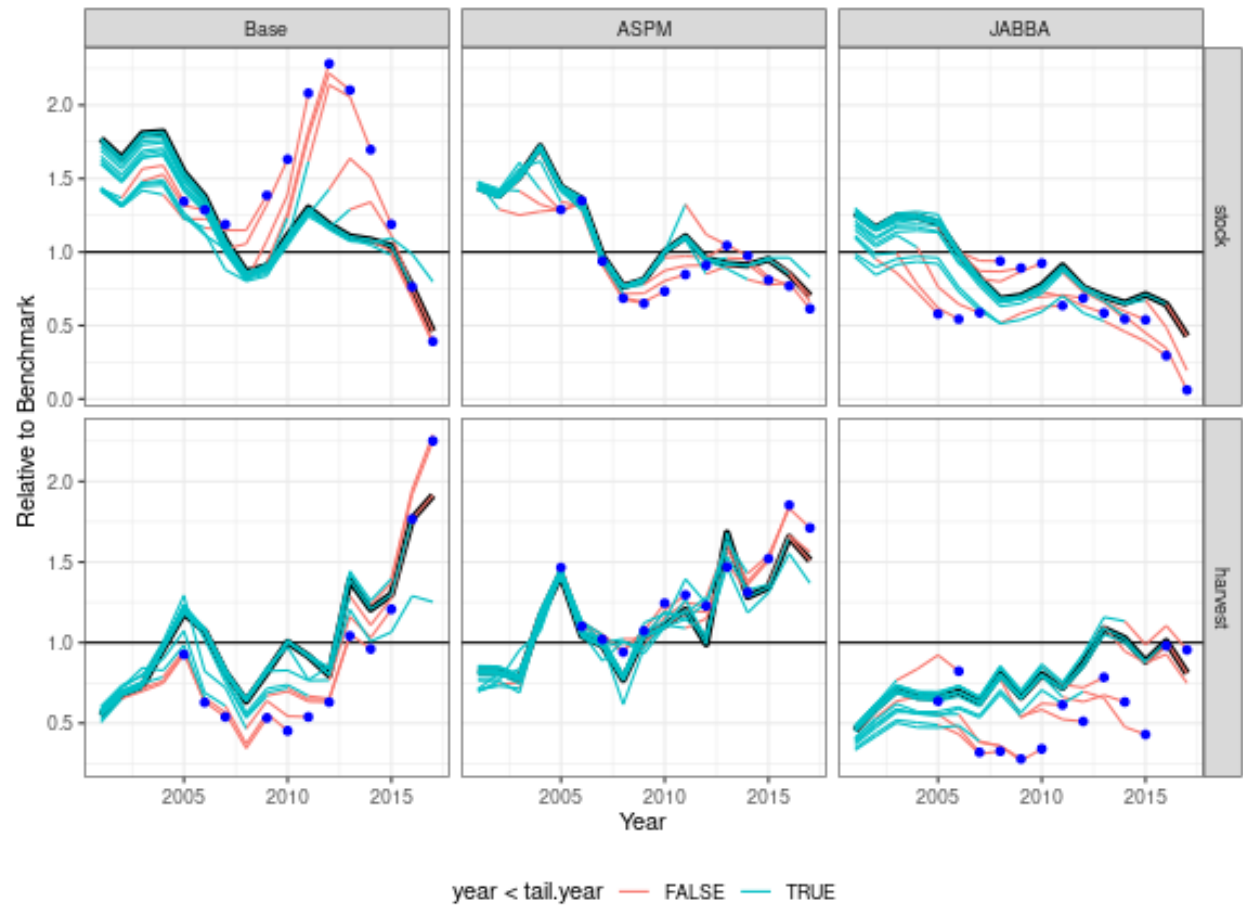 Base ASPM JABBA
Relative to Benchmark
2.0
1.5
1.0
0.5
0.0
stock
2.0
1.5
1.0
0.5
harvest
2005 2010 2015 2005 2010 2015 2005 2010 2015
Year
year < tail.year FALSE TRUE